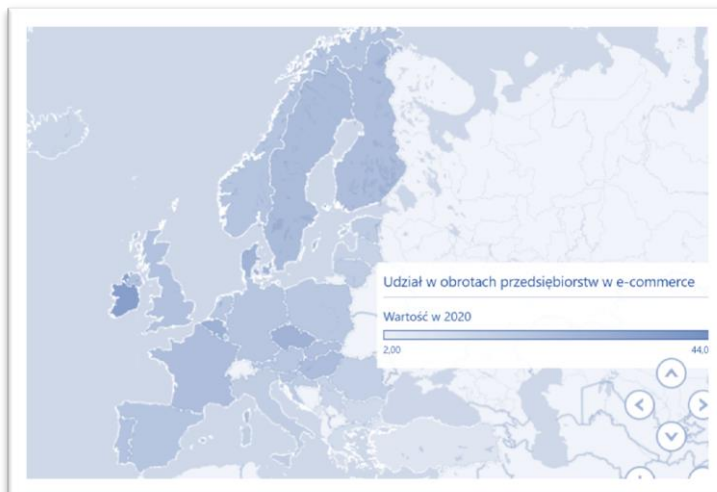 Udział w obrotach przedsiębiorstw w e-commerce
Wartość w 2020
2,00
44,0